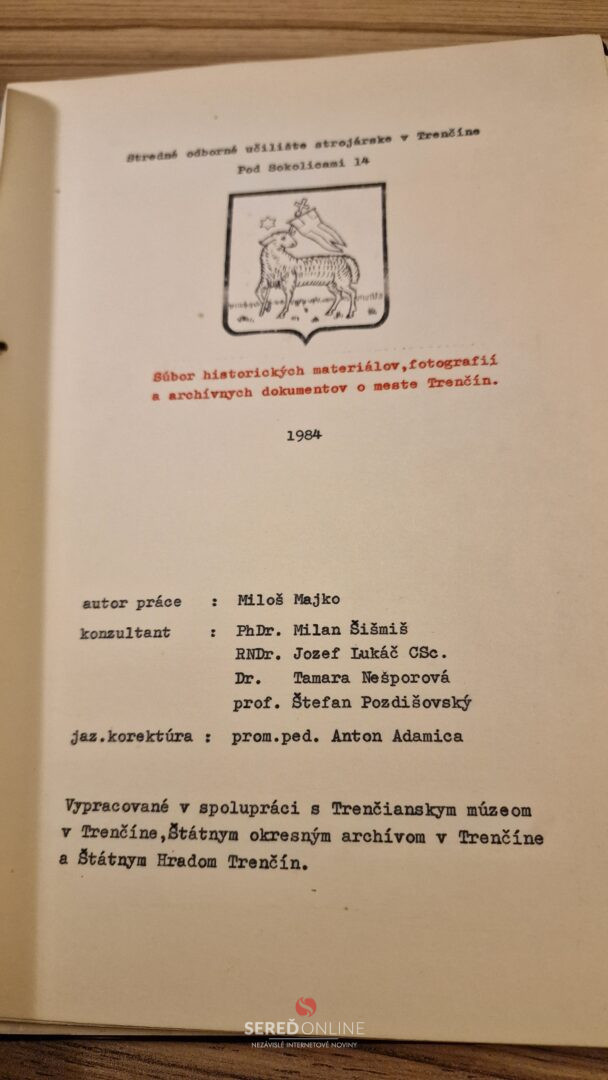 Stredné odborné učilište strojárske v Trenčíne
Pod Sokolicami 14
Súbor historických materiálov,fotografií
a archívnych dokumentov o meste Trenčín.
1984
autor práce : Miloš Majko
konzultant : PhDr. Milan Šišmiš
RNDr. Jozef Lukáč CSc.
Dr. Tamara Nešporová
prof. Štefan Pozdišovský
jaz.korektúra : prom.ped. Anton Adamica
Vypracované v spolupráci s Trenčianskym múzeom
v Trenčíne,Štátnym okresným archívom v Trenčíne
a Štátnym Hradom Trenčín.
SEREĎONLINE
NEZÁVISLÉ INTERNETOVÉ NOVINY